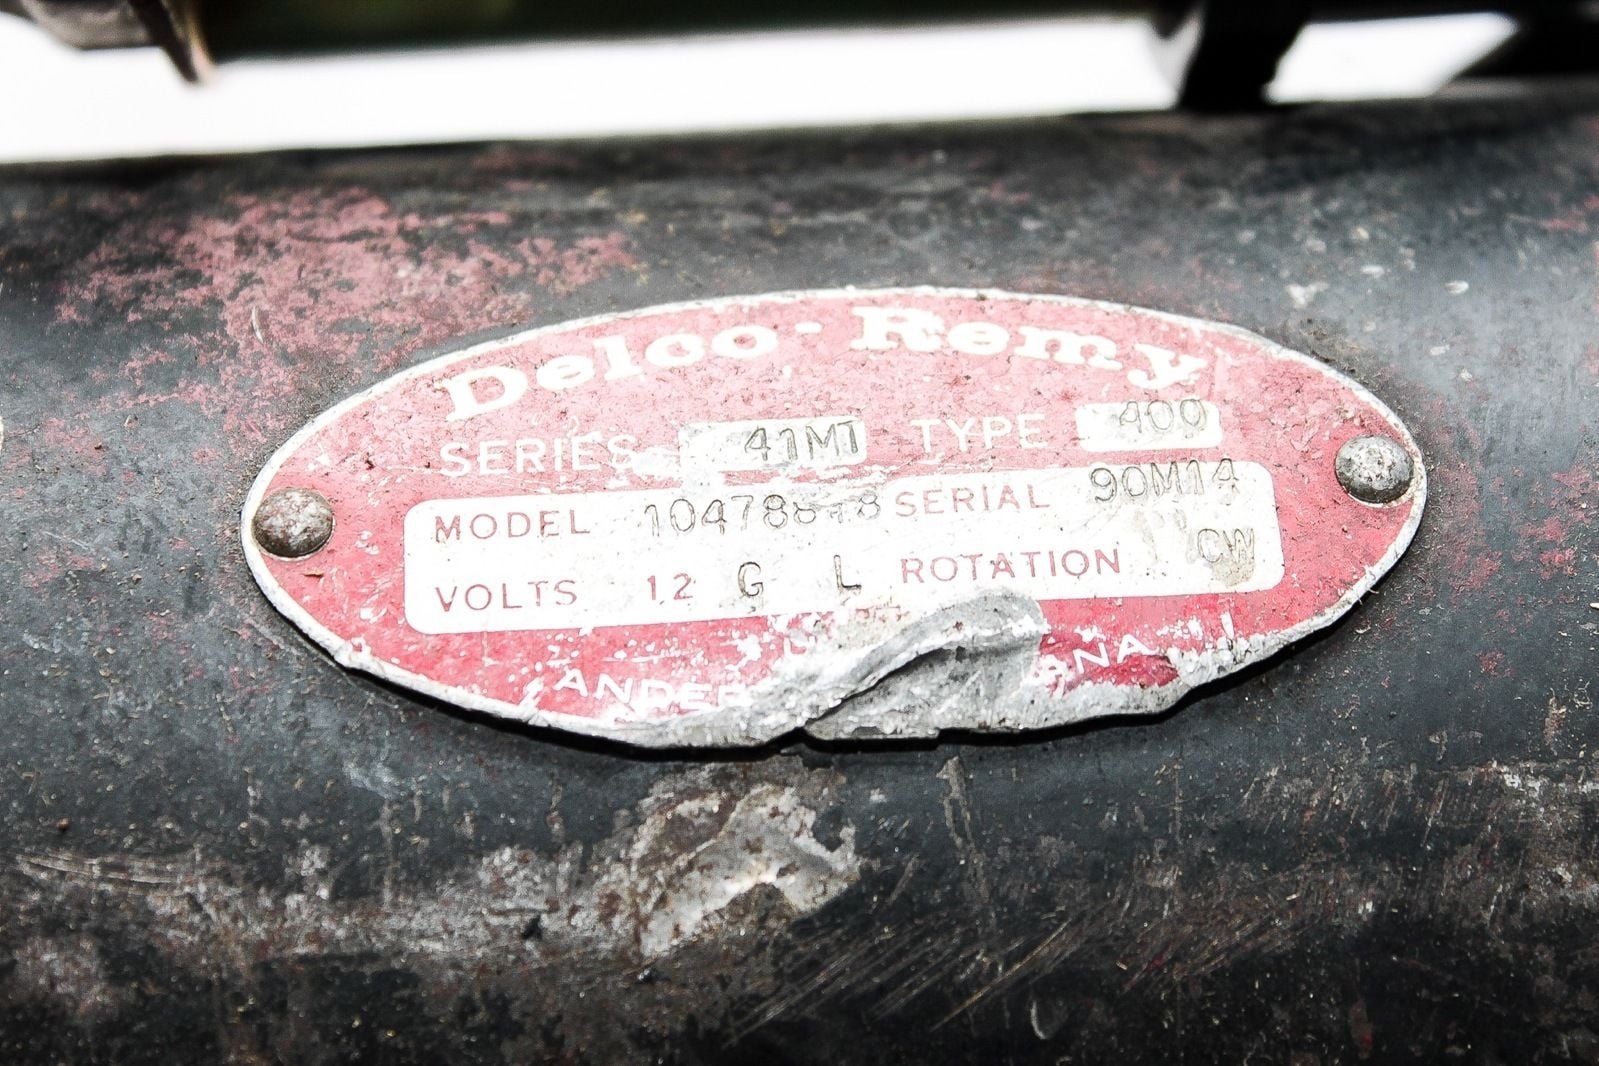 Delco-Remy
SERIES 41MT TYPE 400
MODEL SERIAL 90M14
VOLTS 12 G L ROTATION CW